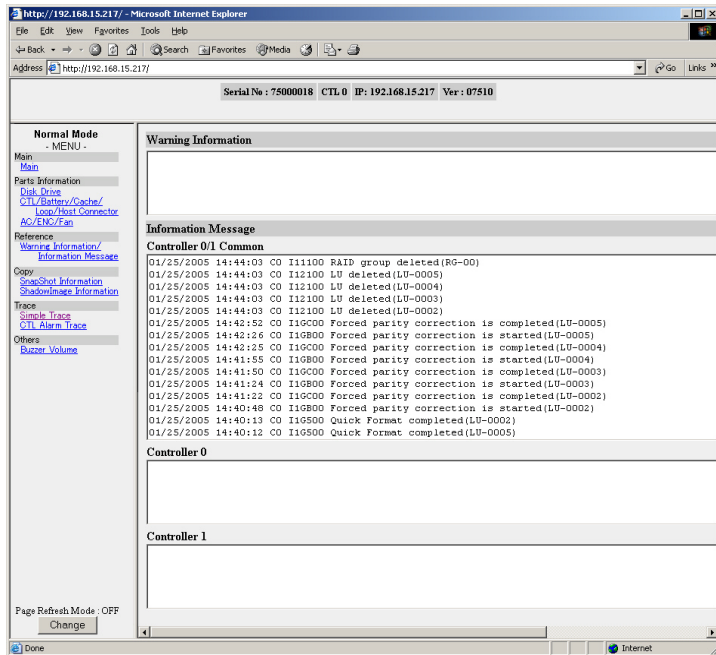 http://192.168.15.217/ - Microsoft Internet Explorer
File Edit View Favorites Tools Help
Back Search Favorites Media
Address http://192.168.15.217/ Go Links »
Serial No : 75000018 CTL 0 IP: 192.168.15.217 Ver : 07510
Normal Mode
- MENU -
Main
Main
Parts Information
Disk Drive
CTL/Battery/Cache/
Loop/Host Connector
AC/ENC/Fan
Reference
Warning Information/
Information Message
Copy
SnapShot Information
ShadowImage Information
Trace
Simple Trace
CTL Alarm Trace
Others
Buzzer Volume
Page Refresh Mode : OFF
Change
Warning Information
Information Message
Controller 0/1 Common
01/25/2005 14:44:03 C0 I11100 RAID group deleted(RG-00)
01/25/2005 14:44:03 C0 I12100 LU deleted(LU-0005)
01/25/2005 14:44:03 C0 I12100 LU deleted(LU-0004)
01/25/2005 14:44:03 C0 I12100 LU deleted(LU-0003)
01/25/2005 14:44:03 C0 I12100 LU deleted(LU-0002)
01/25/2005 14:42:52 C0 I1GC00 Forced parity correction is completed(LU-0005)
01/25/2005 14:42:26 C0 I1GB00 Forced parity correction is started(LU-0005)
01/25/2005 14:42:25 C0 I1GC00 Forced parity correction is completed(LU-0004)
01/25/2005 14:41:55 C0 I1GB00 Forced parity correction is started(LU-0004)
01/25/2005 14:41:50 C0 I1GC00 Forced parity correction is completed(LU-0003)
01/25/2005 14:41:24 C0 I1GB00 Forced parity correction is started(LU-0003)
01/25/2005 14:41:22 C0 I1GC00 Forced parity correction is completed(LU-0002)
01/25/2005 14:40:48 C0 I1GB00 Forced parity correction is started(LU-0002)
01/25/2005 14:40:13 C0 I1G500 Quick Format completed(LU-0002)
01/25/2005 14:40:12 C0 I1G500 Quick Format completed(LU-0005)
Controller 0
Controller 1
Done Internet